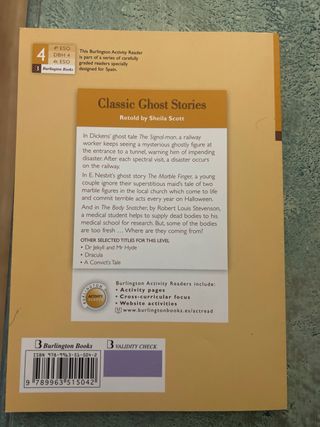 4
4º ESO
DBH 4
4t ESO
Burlington Books
This Burlington Activity Reader
is part of a series of carefully
graded readers specially
designed for Spain.
Classic Ghost Stories
Retold by Sheila Scott
In Dickens' ghost tale The Signal-man, a railway
worker keeps seeing a mysterious ghostly figure at
the entrance to a tunnel, warning him of impending
disaster. After each spectral visit, a disaster occurs
on the railway.
In E. Nesbit's ghost story The Marble Finger, a young
couple ignore their superstitious maid's tale of two
marble figures in the local church which come to life
and commit terrible acts every year on Halloween.
And in The Body Snatcher, by Robert Louis Stevenson,
a medical student helps to supply dead bodies to his
medical school for research. But, some of the bodies
are too fresh … Where are they coming from?
OTHER SELECTED TITLES FOR THIS LEVEL
• Dr Jekyll and Mr Hyde
• Dracula
• A Convict's Tale
BURLINGTON
ACTIVITY
Burlington Activity Readers include:
• Activity pages
• Cross-curricular focus
• Website activities
www.burlingtonbooks.es/actread
Burlington Books
VALIDITY CHECK
ISBN 978-9963-51-504-2
9 789963 515042